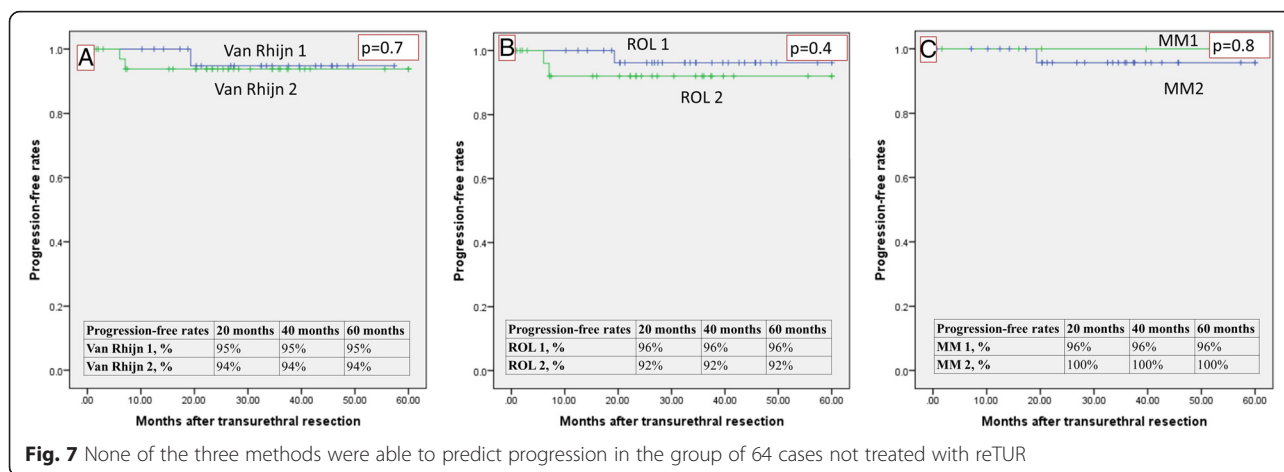 A
Van Rhijn 1
p=0.7
Van Rhijn 2
Progression-free rates
1.0
0.8
0.6
0.4
0.2
0.0
Progression-free rates 20 months 40 months 60 months
Van Rhijn 1, % 95% 95% 95%
Van Rhijn 2, % 94% 94% 94%
.00 10.00 20.00 30.00 40.00 50.00 60.00
Months after transurethral resection
B
ROL 1
p=0.4
ROL 2
Progression-free rates
1.0
0.8
0.6
0.4
0.2
0.0
Progression-free rates 20 months 40 months 60 months
ROL 1, % 96% 96% 96%
ROL 2, % 92% 92% 92%
.00 10.00 20.00 30.00 40.00 50.00 60.00
Months after transurethral resection
C
MM1
p=0.8
MM2
Progression-free rates
1.0
0.8
0.6
0.4
0.2
0.0
Progression-free rates 20 months 40 months 60 months
MM 1, % 96% 96% 96%
MM 2, % 100% 100% 100%
.00 10.00 20.00 30.00 40.00 50.00 60.00
Months after transurethral resection
Fig. 7 None of the three methods were able to predict progression in the group of 64 cases not treated with reTUR